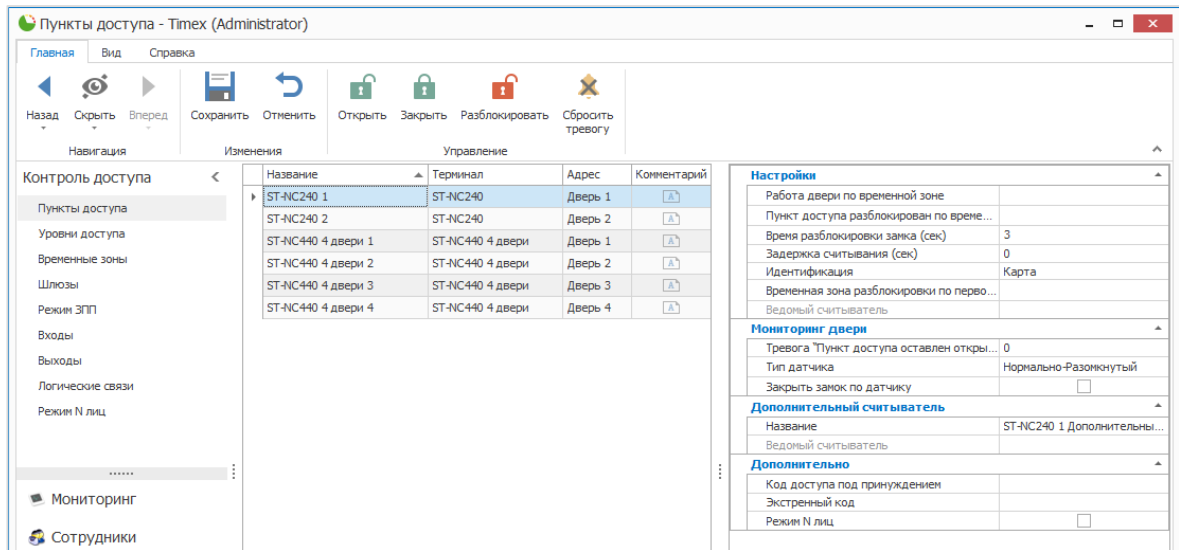 Пункты доступа - Timex (Administrator)
Главная Вид Справка
Назад Скрыть Вперед Сохранить Отменить Открыть Закрыть Разблокировать Сбросить тревогу
Навигация Изменения Управление
Контроль доступа
Пункты доступа
Уровни доступа
Временные зоны
Шлюзы
Режим ЗПП
Входы
Выходы
Логические связи
Режим N лиц
Мониторинг
Сотрудники
Название Терминал Адрес Комментарий
ST-NC240 1 ST-NC240 Дверь 1
ST-NC240 2 ST-NC240 Дверь 2
ST-NC440 4 двери 1 ST-NC440 4 двери Дверь 1
ST-NC440 4 двери 2 ST-NC440 4 двери Дверь 2
ST-NC440 4 двери 3 ST-NC440 4 двери Дверь 3
ST-NC440 4 двери 4 ST-NC440 4 двери Дверь 4
Настройки
Работа двери по временной зоне
Пункт доступа разблокирован по време...
Время разблокировки замка (сек) 3
Задержка считывания (сек) 0
Идентификация Карта
Временная зона разблокировки по перво...
Ведомый считыватель
Мониторинг двери
Тревога "Пункт доступа оставлен откры... 0
Тип датчика Нормально-Разомкнутый
Закрыть замок по датчику
Дополнительный считыватель
Название ST-NC240 1 Дополнительны...
Ведомый считыватель
Дополнительно
Код доступа под принуждением
Экстренный код
Режим N лиц